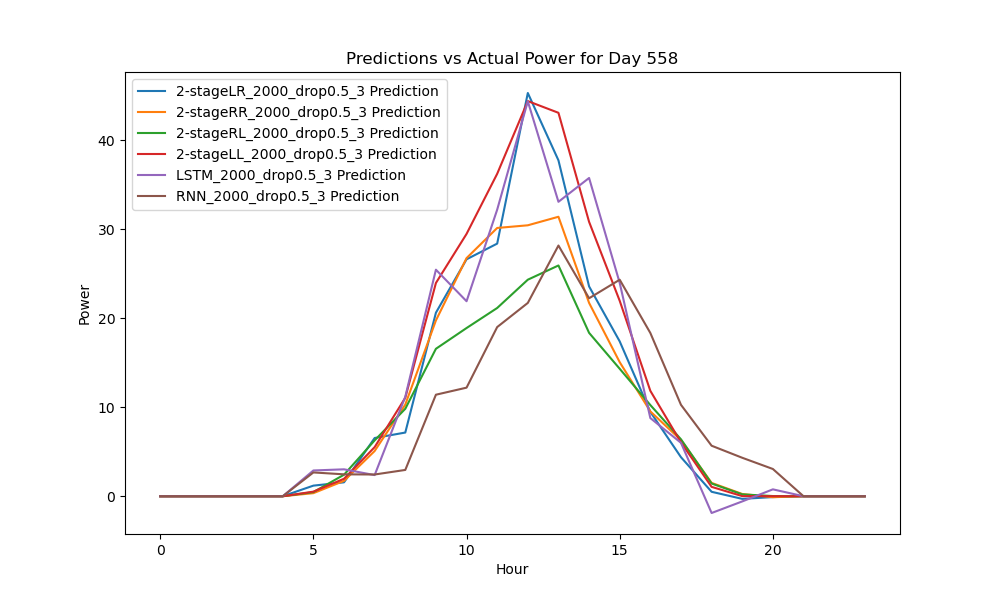 Predictions vs Actual Power for Day 558
2-stageLR_2000_drop0.5_3 Prediction
2-stageRR_2000_drop0.5_3 Prediction
2-stageRL_2000_drop0.5_3 Prediction
2-stageLL_2000_drop0.5_3 Prediction
LSTM_2000_drop0.5_3 Prediction
RNN_2000_drop0.5_3 Prediction
Power
40
30
20
10
0
0 5 10 15 20
Hour